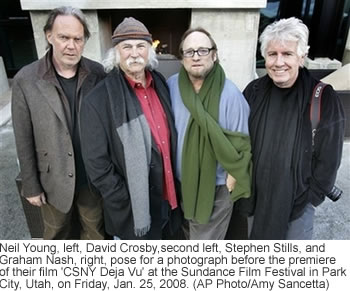 Neil Young, left, David Crosby,second left, Stephen Stills, and
Graham Nash, right, pose for a photograph before the premiere
of their film 'CSNY Deja Vu' at the Sundance Film Festival in Park
City, Utah, on Friday, Jan. 25, 2008. (AP Photo/Amy Sancetta)